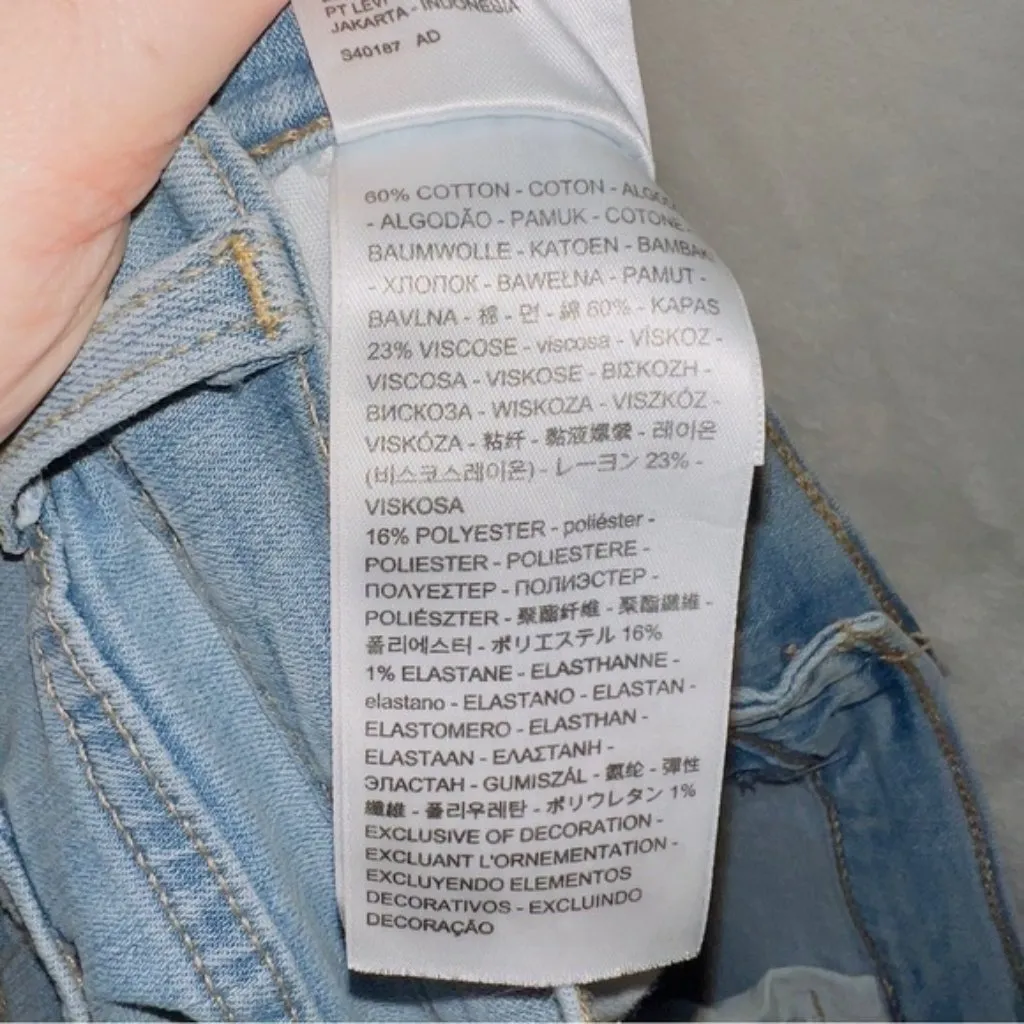 PT LEVI
JAKARTA - INDONESIA
S40187 AD
60% COTTON - COTON -
- ALGODÃO - PAMUK - COTONE -
BAUMWOLLE - KATOEN - BAMBAK
- ХЛОПОК - BAWEŁNA - PAMUT -
BAVLNA - 棉 - 면 - 綿 60% - KAPAS
23% VISCOSE - viscosa - VİSKOZ -
VISCOSA - VISKOSE - ΒΙΣΚΟΖΗ -
ВИСКОЗА - WISKOZA - VISZKÓZ -
VISKÓZA - 粘纤 - 黏液嫘縈 - 레이온
(비스코스레이온) - レーヨン 23% -
VISKOSA
16% POLYESTER - poliéster -
POLIESTER - POLIESTERE -
ΠΟΛΥΕΣΤΕΡ - ПОЛИЭСТЕР -
POLIÉSZTER - 聚酯纤维 - 聚酯纖維 -
폴리에스터 - ポリエステル 16%
1% ELASTANE - ELASTHANNE -
elastano - ELASTANO - ELASTAN -
ELASTOMERO - ELASTHAN -
ELASTAAN - ΕΛΑΣΤΑΝΗ -
ЭЛАСТАН - GUMISZÁL - 氨纶 - 彈性
纖維 - 폴리우레탄 - ポリウレタン 1%
EXCLUSIVE OF DECORATION -
EXCLUANT L'ORNEMENTATION -
EXCLUYENDO ELEMENTOS
DECORATIVOS - EXCLUINDO
DECORAÇÃO